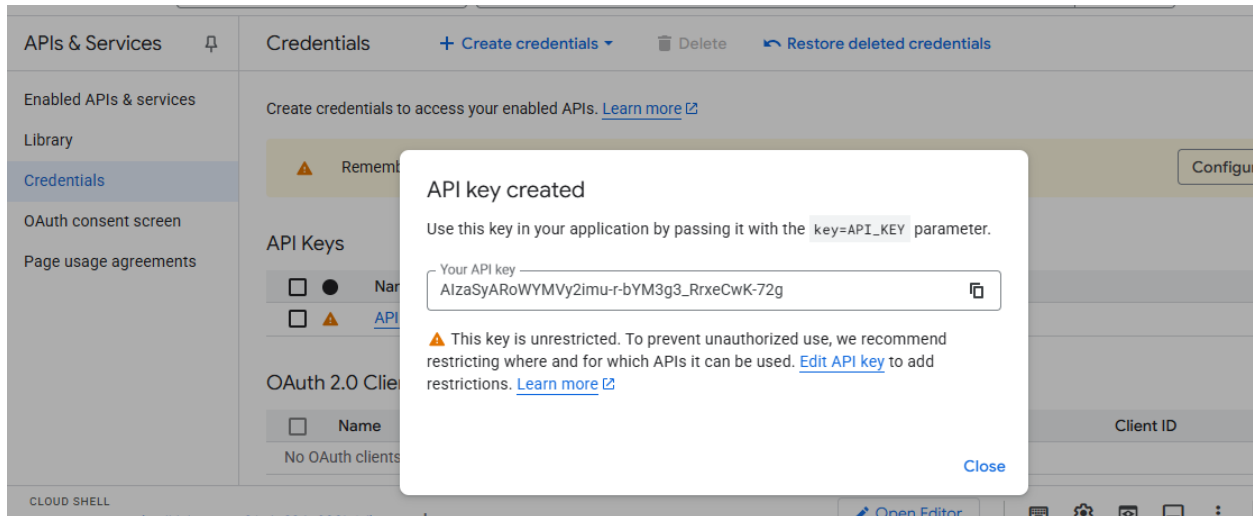 APIs & Services
Credentials
Create credentials
Delete
Restore deleted credentials
Enabled APIs & services
Library
Credentials
OAuth consent screen
Page usage agreements
Create credentials to access your enabled APIs. Learn more
API Keys
OAuth 2.0
Name
Client ID
No OAuth clients
API key created
Use this key in your application by passing it with the key=API_KEY parameter.
Your API key
AIzaSyARoWYMVy2imu-r-bYM3g3_RrxeCwK-72g
This key is unrestricted. To prevent unauthorized use, we recommend
restricting where and for which APIs it can be used. Edit API key to add
restrictions. Learn more
Close
CLOUD SHELL
Open Editor